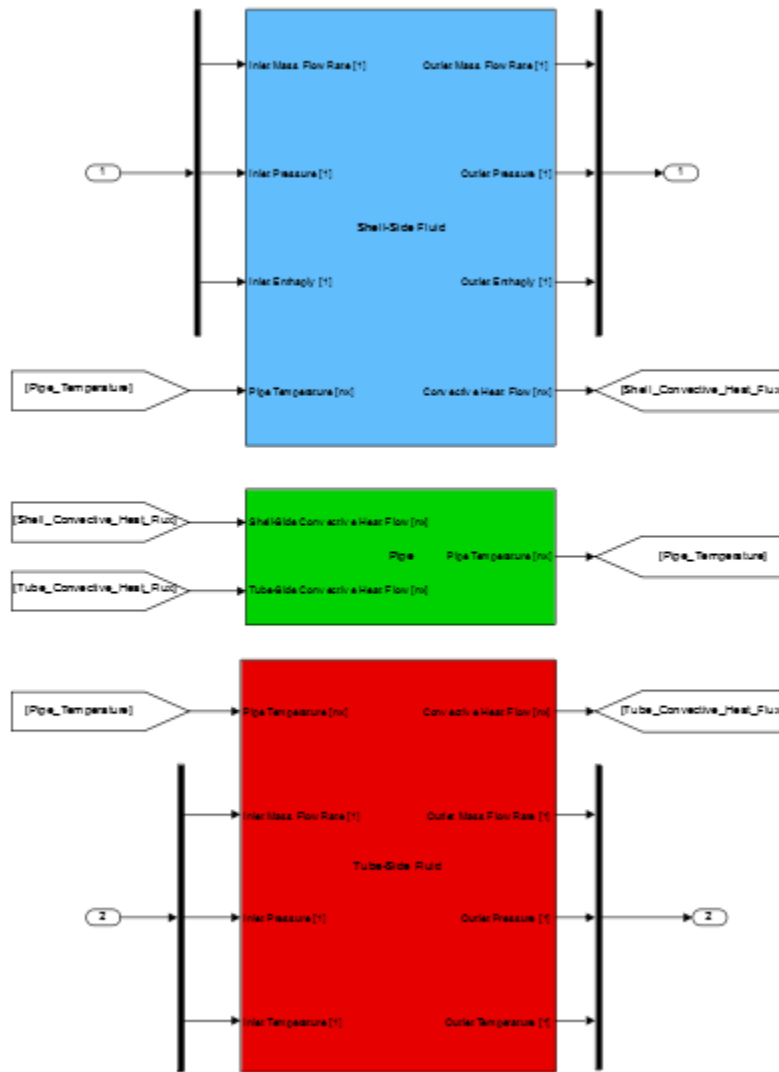 Inlet Mass Flow Rate [1]
Outlet Mass Flow Rate [1]
1
Inlet Pressure [1]
Outlet Pressure [1]
1
Shell-Side Fluid
Inlet Enthaply [1]
Outlet Enthaply [1]
[Pipe_Temperature]
Pipe Temperature [nx]
Convective Heat Flow [nx]
[Shell_Convective_Heat_Flux
[Shell_Convective_Heat_Flux]
Shell-Side Convective Heat Flow [nx]
Pipe
Pipe Temperature [nx]
[Pipe_Temperature]
[Tube_Convective_Heat_Flux]
Tube-Side Convective Heat Flow [nx]
[Pipe_Temperature]
Pipe Temperature [nx]
Convective Heat Flow [nx]
[Tube_Convective_Heat_Flux
Inlet Mass Flow Rate [1]
Outlet Mass Flow Rate [1]
Tube-Side Fluid
2
Inlet Pressure [1]
Outlet Pressure [1]
2
Inlet Temperature [1]
Outlet Temperature [1]